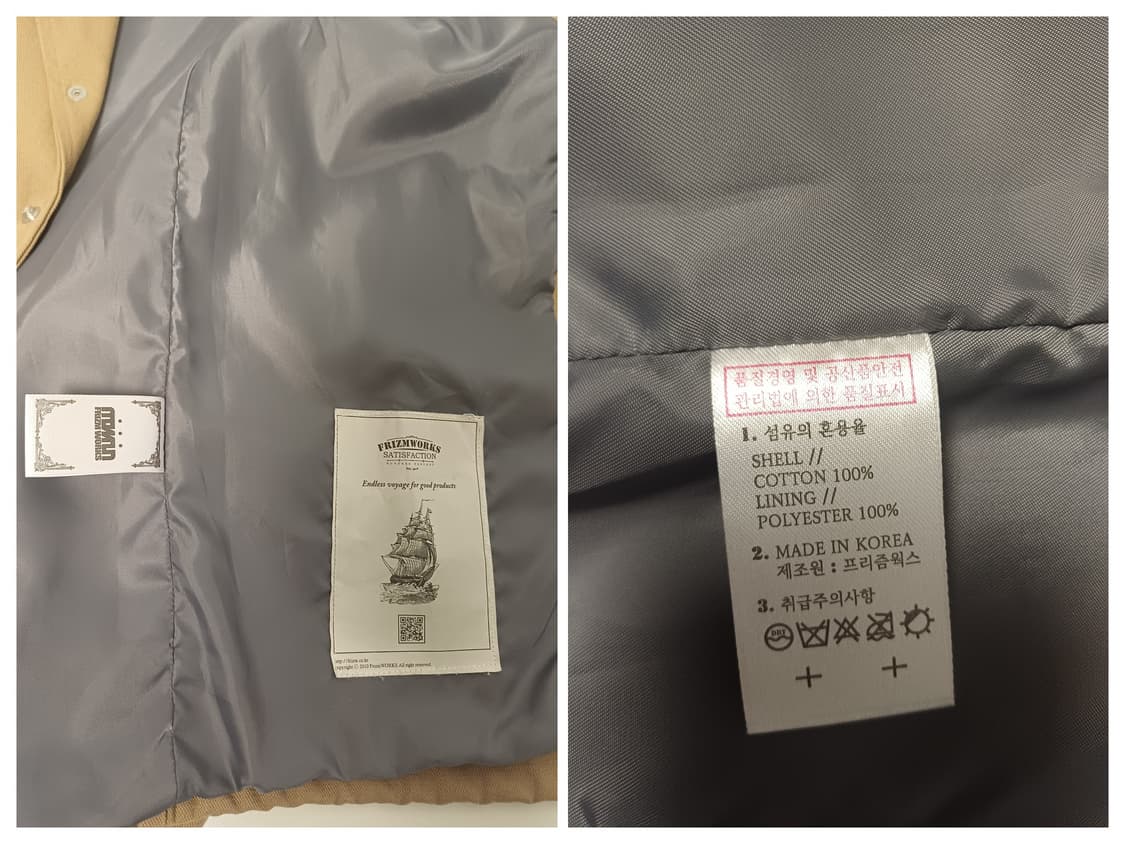 FRIZM WORKS
FRIZMWORKS
SATISFACTION
Endless voyage for good products
품질경영 및 공산품안전
관리법에 의한 품질표시
1. 섬유의 혼용율
SHELL //
COTTON 100%
LINING //
POLYESTER 100%
2. MADE IN KOREA
제조원 : 프리즘웍스
3. 취급주의사항
DRY